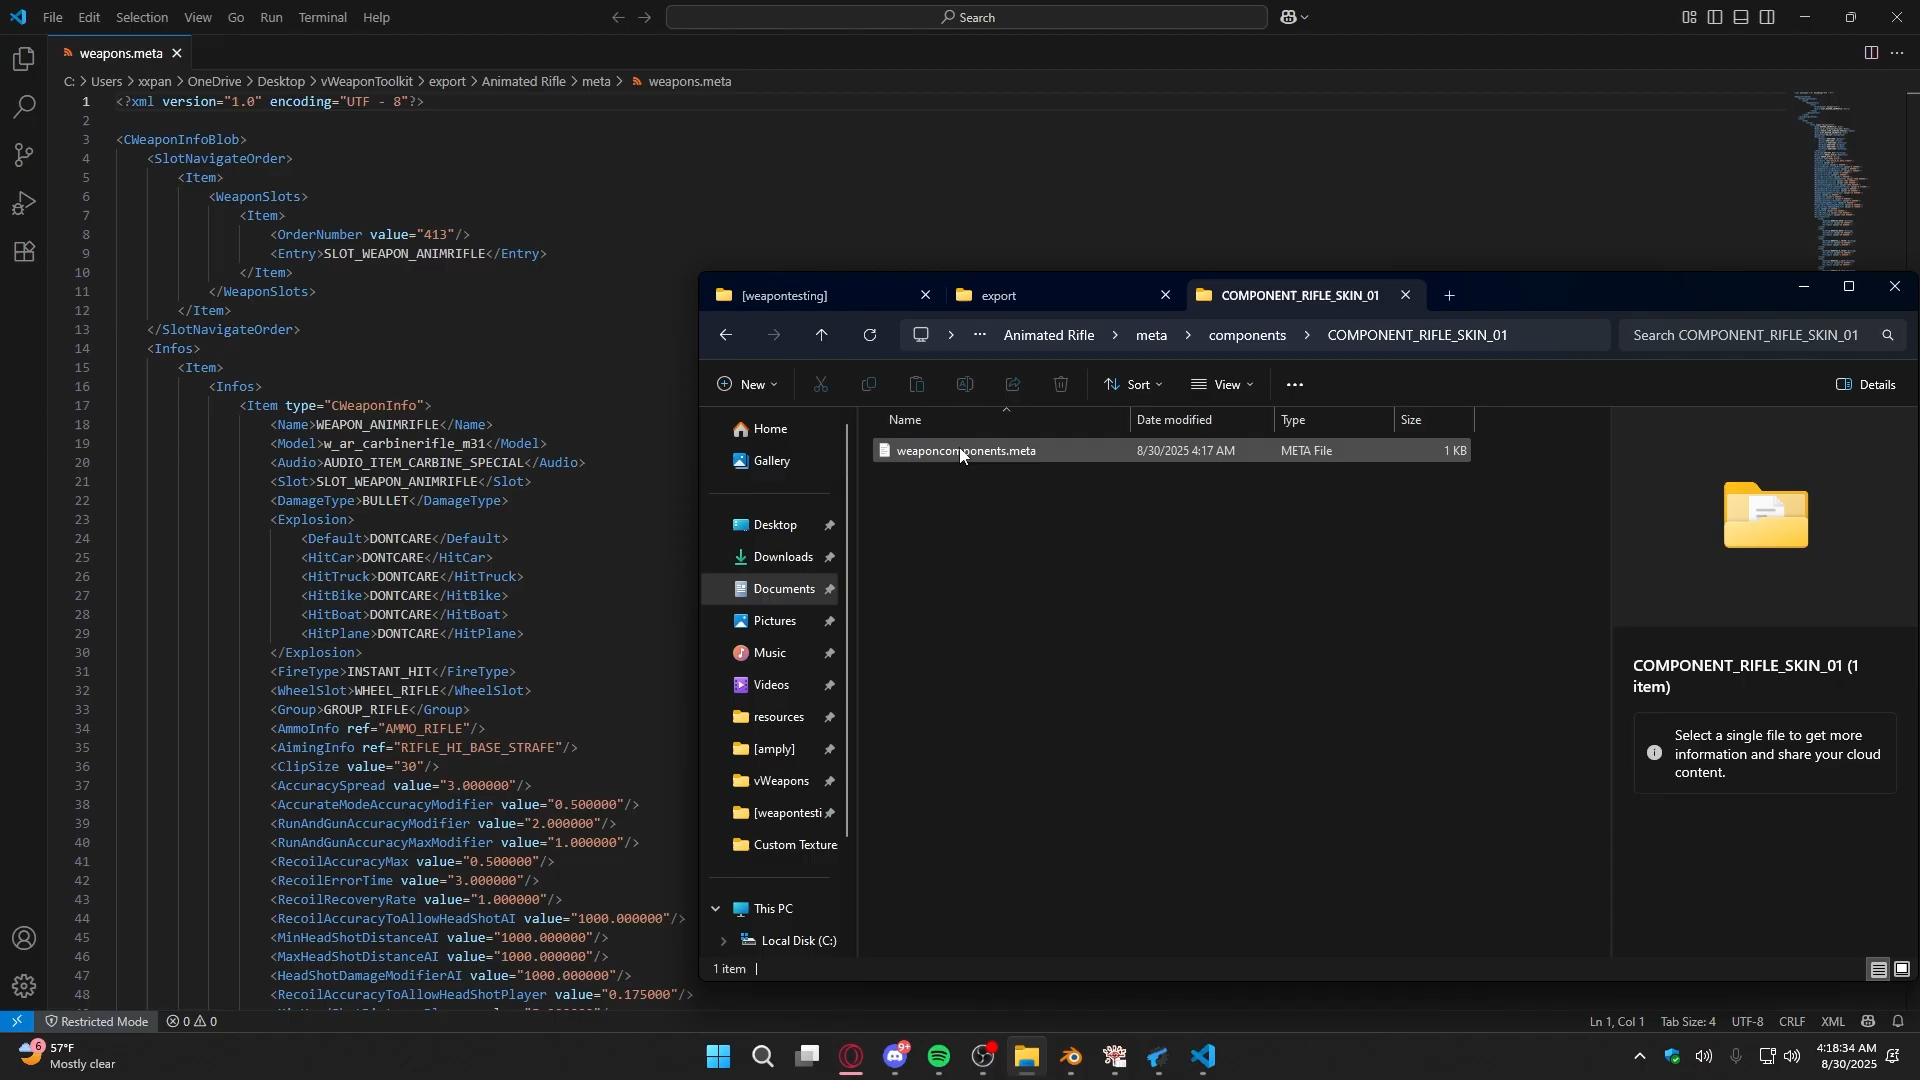 File Edit Selection View Go Run Terminal Help
Search
weapons.meta
C: > Users > xxpan > OneDrive > Desktop > vWeaponToolkit > export > Animated Rifle > meta > weapons.meta
1 <?xml version="1.0" encoding="UTF - 8"?>
2
3 <CWeaponInfoBlob>
4 <SlotNavigateOrder>
5 <Item>
6 <WeaponSlots>
7 <Item>
8 <OrderNumber value="413"/>
9 <Entry>SLOT_WEAPON_ANIMRIFLE</Entry>
10 </Item>
11 </WeaponSlots>
12 </Item>
13 </SlotNavigateOrder>
14 <Infos>
15 <Item>
16 <Infos>
17 <Item type="CWeaponInfo">
18 <Name>WEAPON_ANIMRIFLE</Name>
19 <Model>w_ar_carbinerifle_m31</Model>
20 <Audio>AUDIO_ITEM_CARBINE_SPECIAL</Audio>
21 <Slot>SLOT_WEAPON_ANIMRIFLE</Slot>
22 <DamageType>BULLET</DamageType>
23 <Explosion>
24 <Default>DONTCARE</Default>
25 <HitCar>DONTCARE</HitCar>
26 <HitTruck>DONTCARE</HitTruck>
27 <HitBike>DONTCARE</HitBike>
28 <HitBoat>DONTCARE</HitBoat>
29 <HitPlane>DONTCARE</HitPlane>
30 </Explosion>
31 <FireType>INSTANT_HIT</FireType>
32 <WheelSlot>WHEEL_RIFLE</WheelSlot>
33 <Group>GROUP_RIFLE</Group>
34 <AmmoInfo ref="AMMO_RIFLE"/>
35 <AimingInfo ref="RIFLE_HI_BASE_STRAFE"/>
36 <ClipSize value="30"/>
37 <AccuracySpread value="3.000000"/>
38 <AccurateModeAccuracyModifier value="0.500000"/>
39 <RunAndGunAccuracyModifier value="2.000000"/>
40 <RunAndGunAccuracyMaxModifier value="1.000000"/>
41 <RecoilAccuracyMax value="0.500000"/>
42 <RecoilErrorTime value="3.000000"/>
43 <RecoilRecoveryRate value="1.000000"/>
44 <RecoilAccuracyToAllowHeadShotAI value="1000.000000"/>
45 <MinHeadShotDistanceAI value="1000.000000"/>
46 <MaxHeadShotDistanceAI value="1000.000000"/>
47 <HeadShotDamageModifierAI value="1000.000000"/>
48 <RecoilAccuracyToAllowHeadShotPlayer value="0.175000"/>
[weapontesting] export COMPONENT_RIFLE_SKIN_01
Animated Rifle > meta > components > COMPONENT_RIFLE_SKIN_01
Search COMPONENT_RIFLE_SKIN_01
New Sort View Details
Name Date modified Type Size
weaponcomponents.meta 8/30/2025 4:17 AM META File 1 KB
Home
Gallery
Desktop
Downloads
Documents
Pictures
Music
Videos
resources
[amply]
vWeapons
[weapontesti
Custom Texture
This PC
Local Disk (C:)
COMPONENT_RIFLE_SKIN_01 (1
item)
Select a single file to get more
information and share your cloud
content.
1 item
Restricted Mode 0 0
Ln 1, Col 1 Tab Size: 4 UTF-8 CRLF XML
6
57°F
Mostly clear
9+
4:18:34 AM
8/30/2025